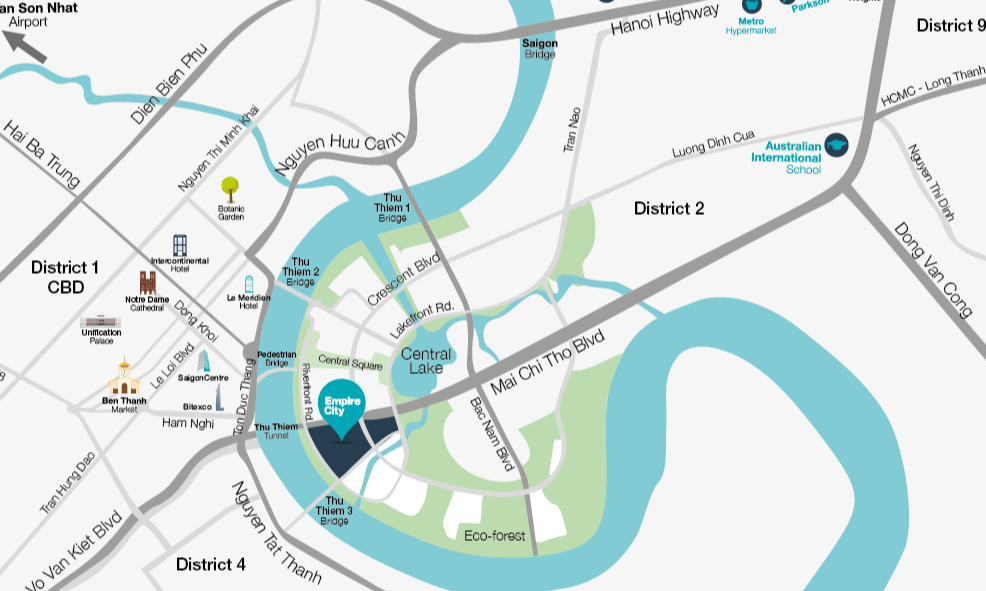 an Son Nhat
Airport
Dien Bien Phu
Hai Ba Trung
Nguyen Thi Minh Khai
Nguyen Huu Canh
Saigon
Bridge
Hanoi Highway
Metro
Hypermarket
Parkson
District 9
HCMC - Long Thanh
Tran Nao
Luong Dinh Cua
Australian
International
School
Nguyen Thi Dinh
Dong Van Cong
District 2
Botanic
Garden
Thu
Thiem 1
Bridge
Intercontinental
Hotel
District 1
CBD
Notre Dame
Cathedral
Le Meridien
Hotel
Thu
Thiem 2
Bridge
Crescent Blvd
Lakefront Rd.
Dong Khoi
Unification
Palace
Le Loi Blvd
SaigonCentre
Pedestrian
Bridge
Central Square
Central
Lake
Mai Chi Tho Blvd
Riverfront Rd.
Ton Duc Thang
Ben Thanh
Market
Bitexco
Ham Nghi
Empire
City
Thu Thiem
Tunnel
Bac Nam Blvd
Tran Hung Dao
Thu
Thiem 3
Bridge
Eco-forest
Nguyen Tat Thanh
Vo Van Kiet Blvd
District 4